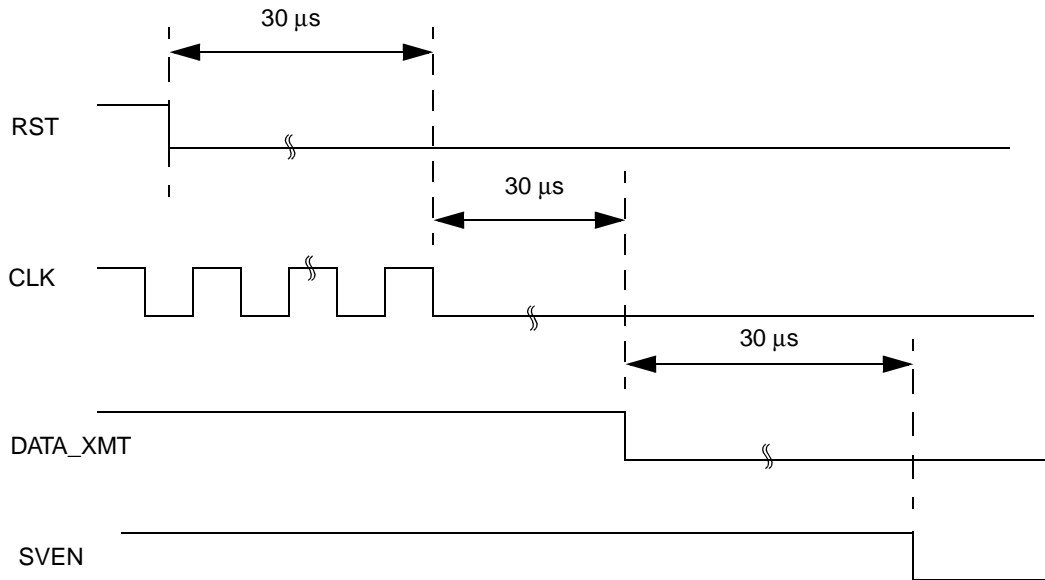 30 μs
RST
30 μs
CLK
30 μs
DATA_XMT
SVEN